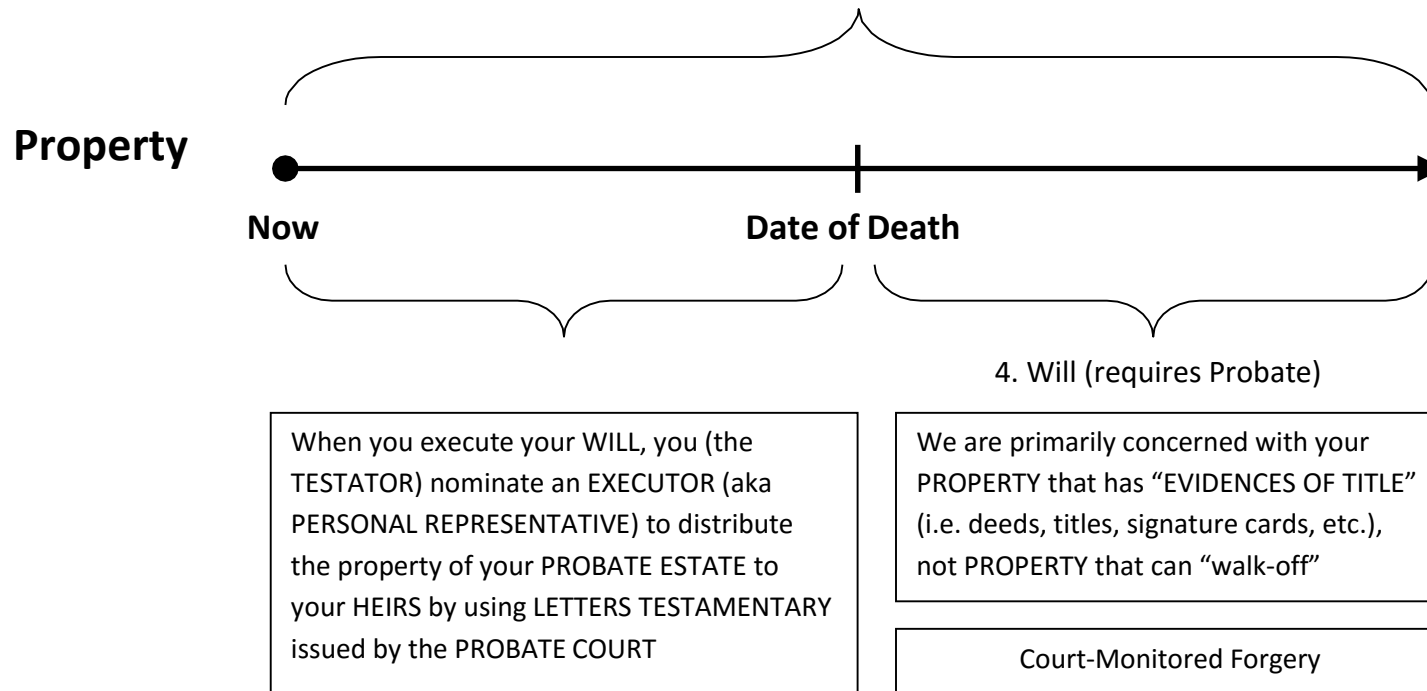 Property
Now
Date of Death
4. Will (requires Probate)
When you execute your WILL, you (the
TESTATOR) nominate an EXECUTOR (aka
PERSONAL REPRESENTATIVE) to distribute
the property of your PROBATE ESTATE to
your HEIRS by using LETTERS TESTAMENTARY
issued by the PROBATE COURT
We are primarily concerned with your
PROPERTY that has “EVIDENCES OF TITLE”
(i.e. deeds, titles, signature cards, etc.),
not PROPERTY that can “walk-off”
Court-Monitored Forgery